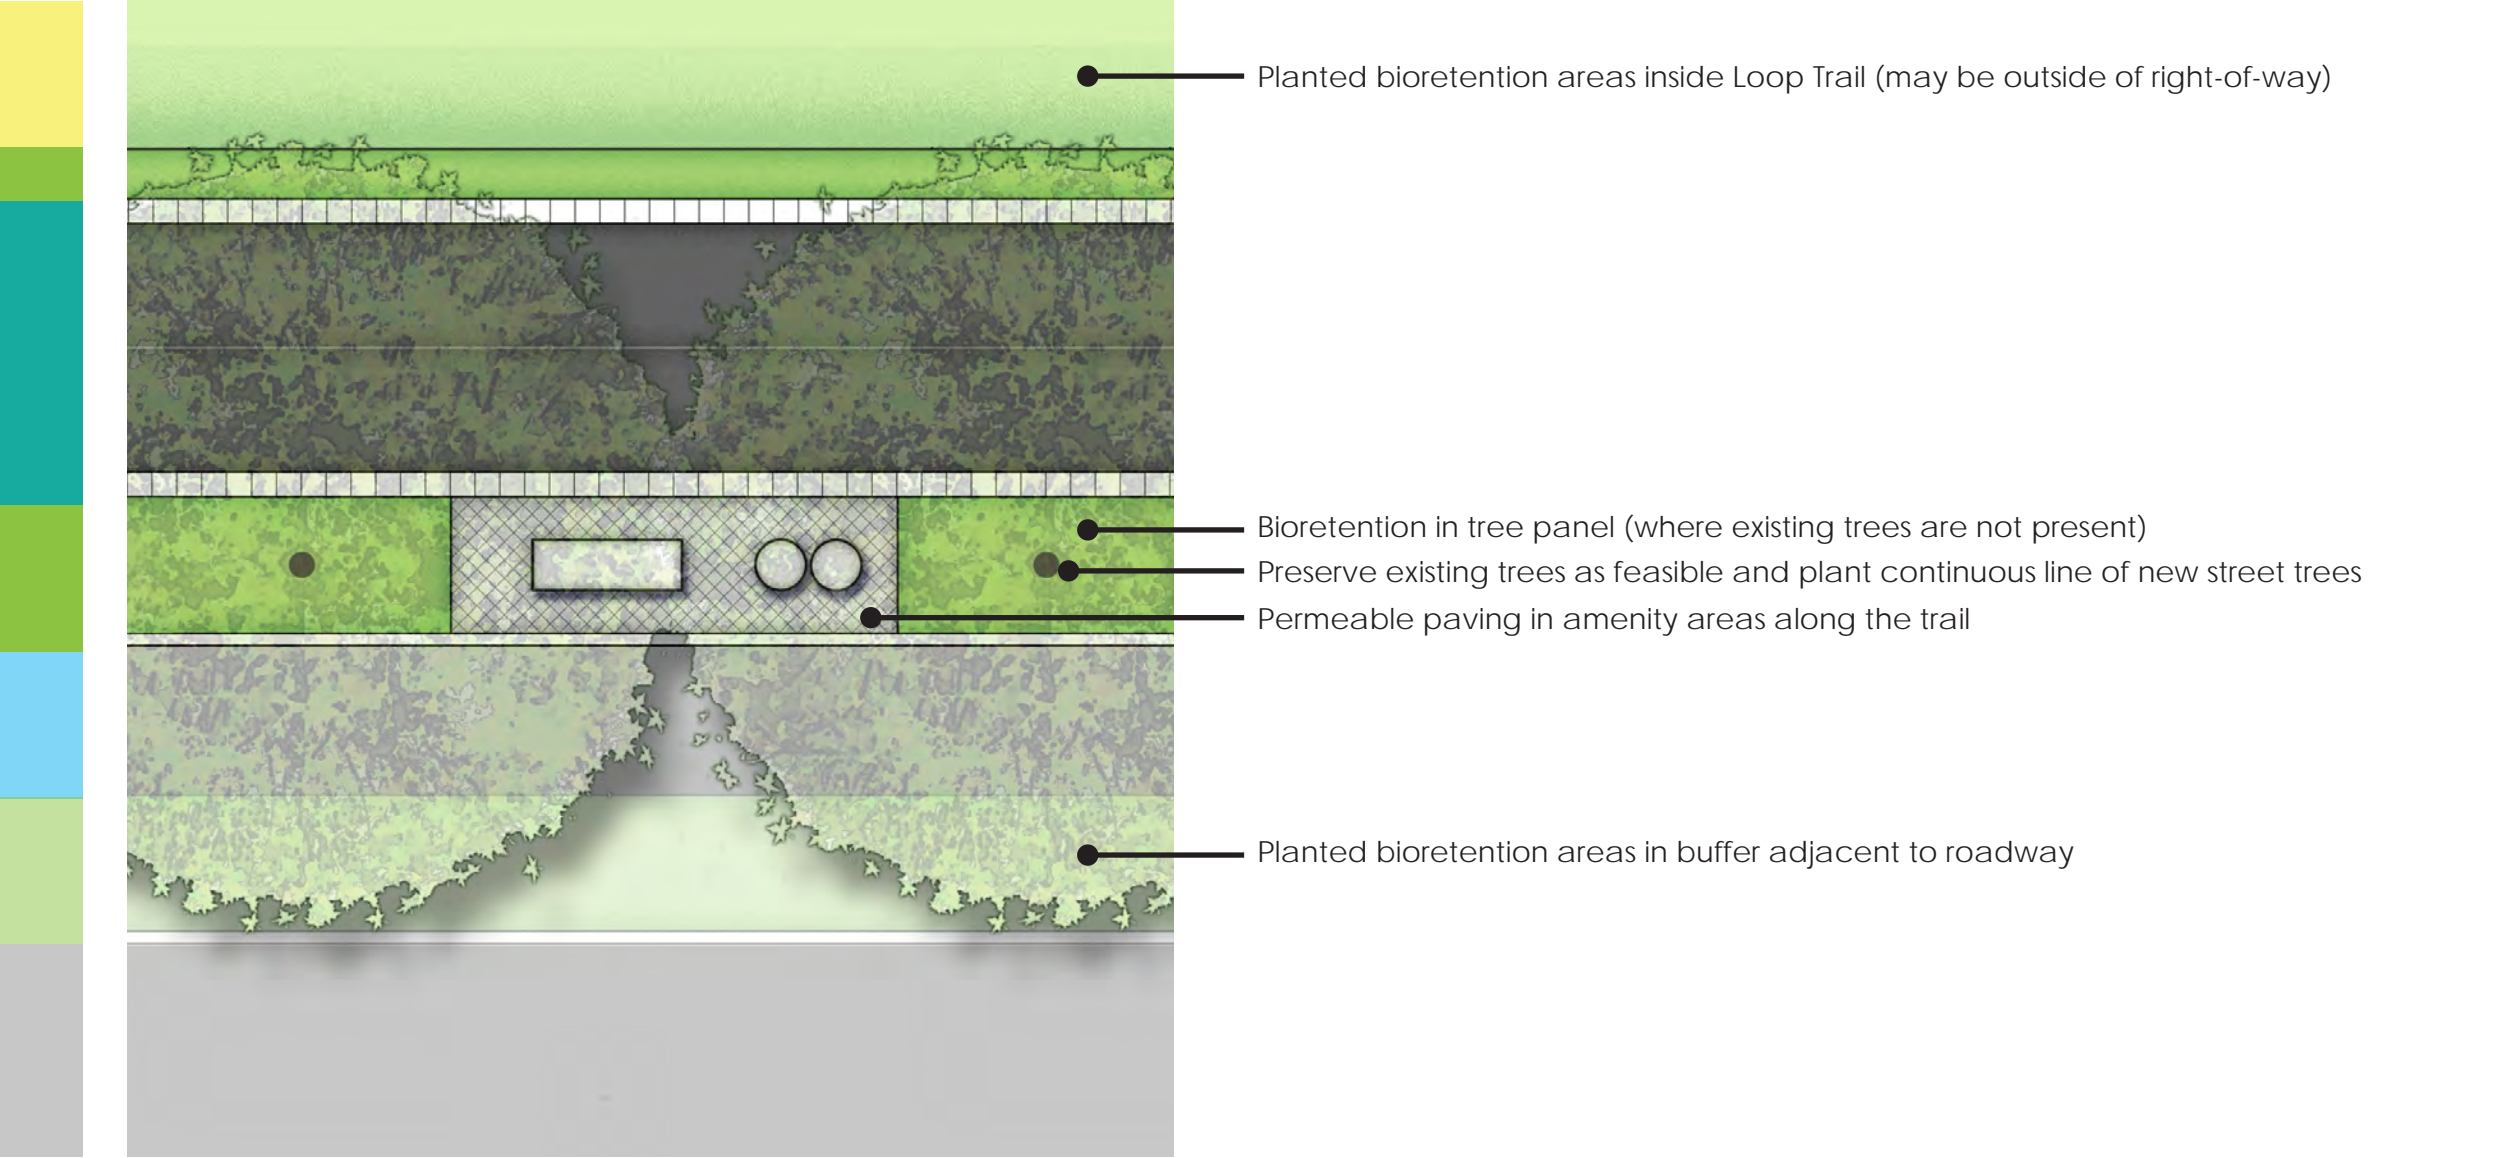 Planted bioretention areas inside Loop Trail (may be outside of right-of-way)
Bioretention in tree panel (where existing trees are not present)
Preserve existing trees as feasible and plant continuous line of new street trees
Permeable paving in amenity areas along the trail
Planted bioretention areas in buffer adjacent to roadway